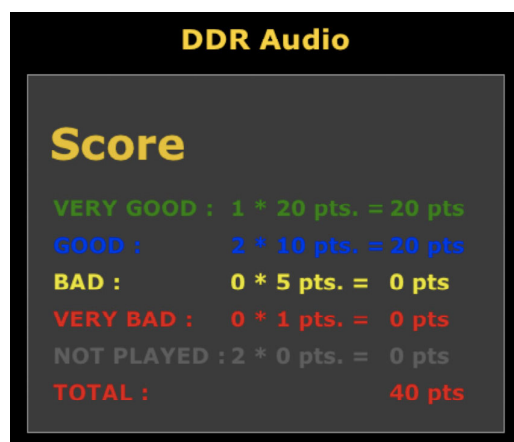 DDR Audio
Score
VERY GOOD : 1 * 20 pts. = 20 pts
GOOD : 2 * 10 pts. = 20 pts
BAD : 0 * 5 pts. = 0 pts
VERY BAD : 0 * 1 pts. = 0 pts
NOT PLAYED : 2 * 0 pts. = 0 pts
TOTAL : 40 pts